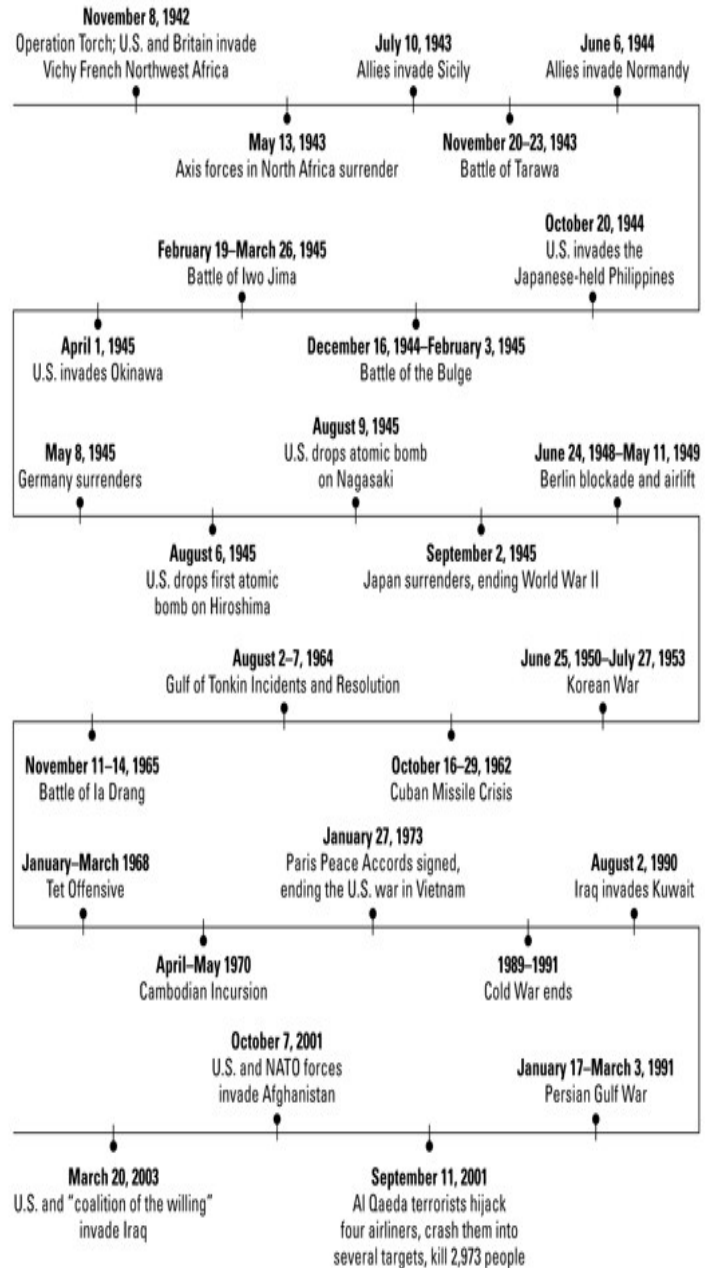 November 8, 1942
Operation Torch; U.S. and Britain invade
Vichy French Northwest Africa
May 13, 1943
Axis forces in North Africa surrender
July 10, 1943
Allies invade Sicily
November 20–23, 1943
Battle of Tarawa
June 6, 1944
Allies invade Normandy
October 20, 1944
U.S. invades the
Japanese-held Philippines
December 16, 1944–February 3, 1945
Battle of the Bulge
February 19–March 26, 1945
Battle of Iwo Jima
April 1, 1945
U.S. invades Okinawa
May 8, 1945
Germany surrenders
August 6, 1945
U.S. drops first atomic
bomb on Hiroshima
August 9, 1945
U.S. drops atomic bomb
on Nagasaki
September 2, 1945
Japan surrenders, ending World War II
June 24, 1948–May 11, 1949
Berlin blockade and airlift
June 25, 1950–July 27, 1953
Korean War
October 16–29, 1962
Cuban Missile Crisis
August 2–7, 1964
Gulf of Tonkin Incidents and Resolution
November 11–14, 1965
Battle of Ia Drang
January–March 1968
Tet Offensive
April–May 1970
Cambodian Incursion
January 27, 1973
Paris Peace Accords signed,
ending the U.S. war in Vietnam
1989–1991
Cold War ends
August 2, 1990
Iraq invades Kuwait
January 17–March 3, 1991
Persian Gulf War
September 11, 2001
Al Qaeda terrorists hijack
four airliners, crash them into
several targets, kill 2,973 people
October 7, 2001
U.S. and NATO forces
invade Afghanistan
March 20, 2003
U.S. and “coalition of the willing”
invade Iraq